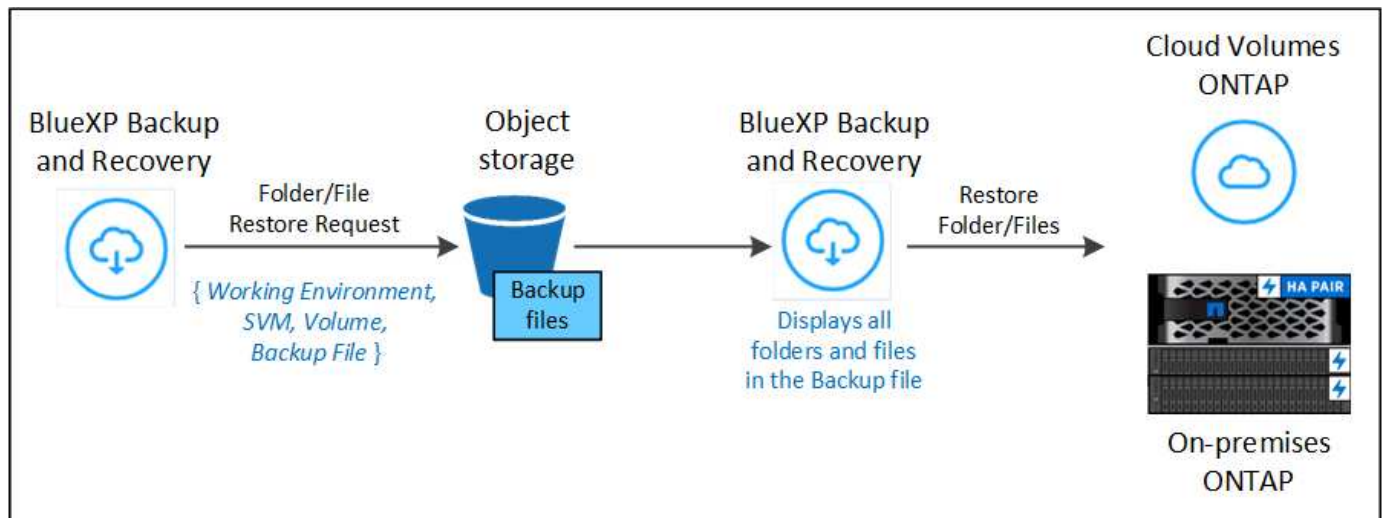 BlueXP Backup
and Recovery
Folder/File
Restore Request
{ Working Environment,
SVM, Volume,
Backup File }
Object
storage
Backup
files
BlueXP Backup
and Recovery
Displays all
folders and files
in the Backup file
Restore
Folder/Files
Cloud Volumes
ONTAP
HA PAIR
On-premises
ONTAP